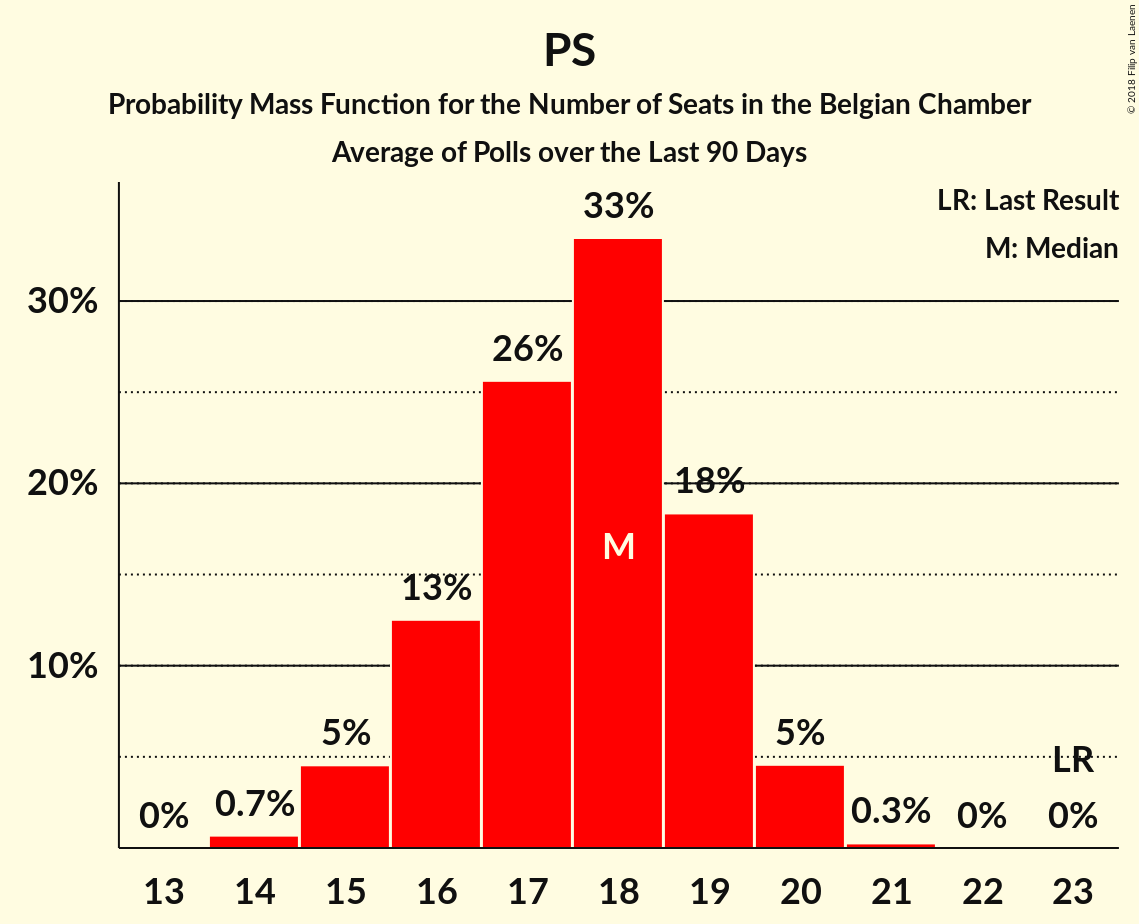 PS
Probability Mass Function for the Number of Seats in the Belgian Chamber
Average of Polls over the Last 90 Days
© 2018 Filip van Laenen
LR: Last Result
M: Median
33%
30%
26%
20%
18%
M
13%
10%
5%
5%
LR
0%
0.7%
0.3%
0%
0%
13 14 15 16 17 18 19 20 21 22 23